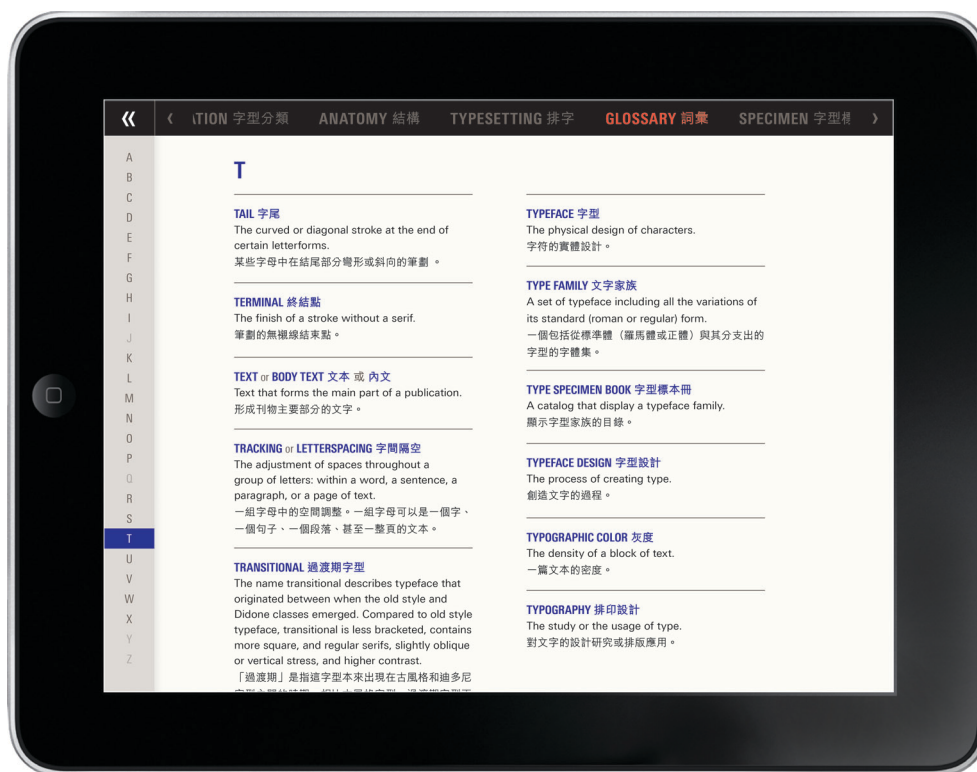 « ‹ ATION 字型分類 ANATOMY 結構 TYPESETTING 排字 GLOSSARY 詞彙 SPECIMEN 字型標 ›
A
B
C
D
E
F
G
H
I
J
K
L
M
N
O
P
Q
R
S
T
U
V
W
X
Y
Z
T
TAIL 字尾
The curved or diagonal stroke at the end of
certain letterforms.
某些字母中在結尾部分彎形或斜向的筆劃 。
TERMINAL 終結點
The finish of a stroke without a serif.
筆劃的無襯線結束點。
TEXT or BODY TEXT 文本 或 內文
Text that forms the main part of a publication.
形成刊物主要部分的文字。
TRACKING or LETTERSPACING 字間隔空
The adjustment of spaces throughout a
group of letters: within a word, a sentence, a
paragraph, or a page of text.
一組字母中的空間調整。一組字母可以是一個字、
一個句子、一個段落、甚至一整頁的文本。
TRANSITIONAL 過渡期字型
The name transitional describes typeface that
originated between when the old style and
Didone classes emerged. Compared to old style
typeface, transitional is less bracketed, contains
more square, and regular serifs, slightly oblique
or vertical stress, and higher contrast.
「過渡期」是指這字型本來出現在古風格和迪多尼
TYPEFACE 字型
The physical design of characters.
字符的實體設計。
TYPE FAMILY 文字家族
A set of typeface including all the variations of
its standard (roman or regular) form.
一個包括從標準體（羅馬體或正體）與其分支出的
字型的字體集。
TYPE SPECIMEN BOOK 字型標本冊
A catalog that display a typeface family.
顯示字型家族的目錄。
TYPEFACE DESIGN 字型設計
The process of creating type.
創造文字的過程。
TYPOGRAPHIC COLOR 灰度
The density of a block of text.
一篇文本的密度。
TYPOGRAPHY 排印設計
The study or the usage of type.
對文字的設計研究或排版應用。